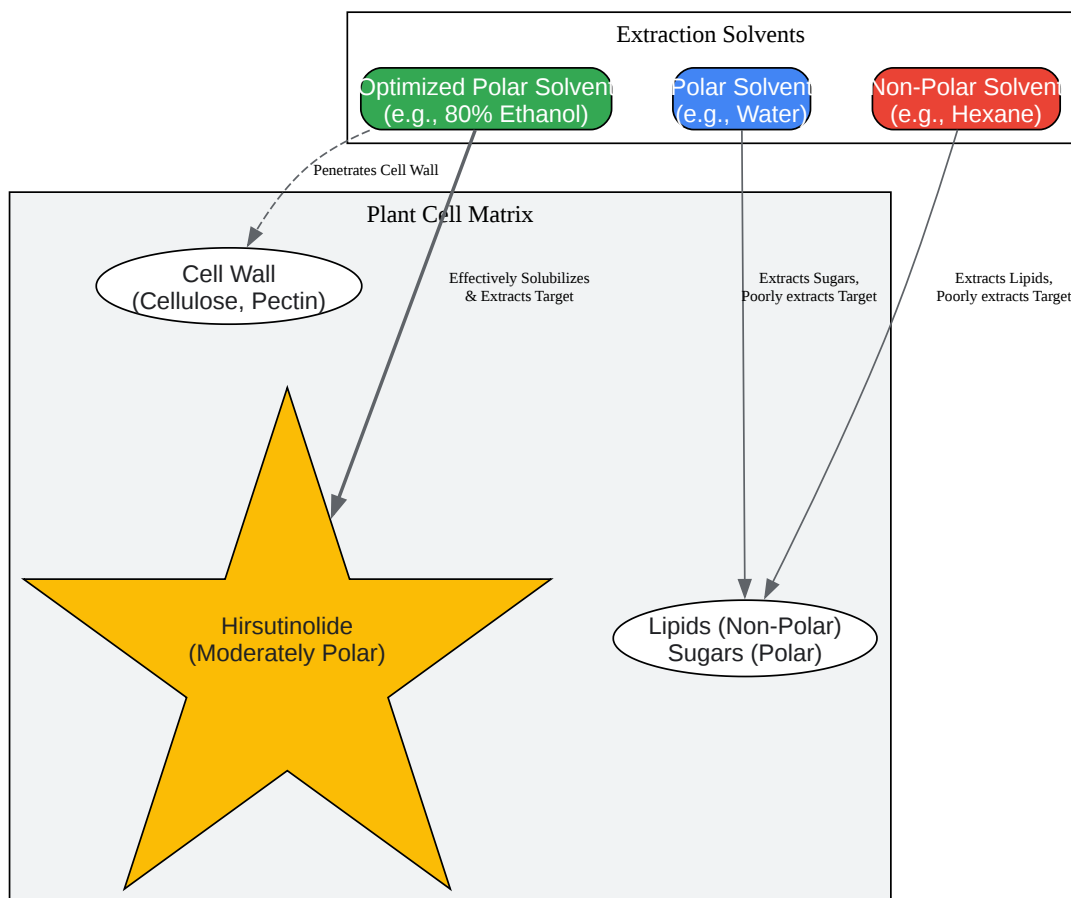 Extraction Solvents
Optimized Polar Solvent
(e.g., 80% Ethanol)
Polar Solvent
(e.g., Water)
Non-Polar Solvent
(e.g., Hexane)
Penetrates Cell Wall
Plant Cell Matrix
Cell Wall
(Cellulose, Pectin)
Effectively Solubilizes
& Extracts Target
Extracts Sugars,
Poorly extracts Target
Extracts Lipids,
Poorly extracts Target
Hirsutinolide
(Moderately Polar)
Lipids (Non-Polar)
Sugars (Polar)